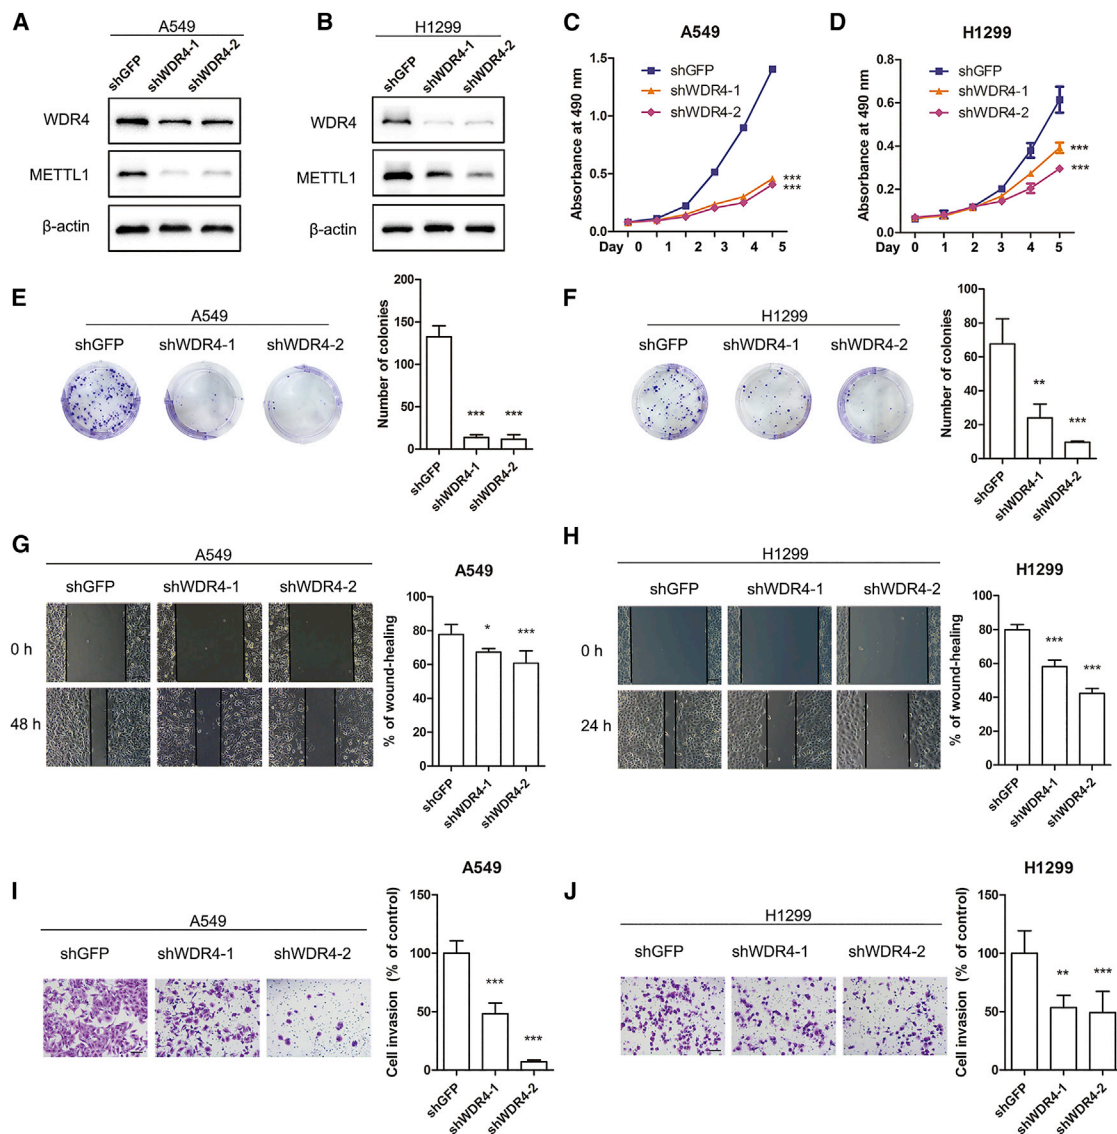 A
A549
shGFP
shWDR4-1
shWDR4-2
WDR4
METTL1
β-actin
B
H1299
shGFP
shWDR4-1
shWDR4-2
WDR4
METTL1
β-actin
C
A549
shGFP
shWDR4-1
shWDR4-2
Absorbance at 490 nm
1.5
1.0
0.5
0.0
***
***
Day 0 1 2 3 4 5
D
H1299
shGFP
shWDR4-1
shWDR4-2
Absorbance at 490 nm
0.8
0.6
0.4
0.2
0.0
***
***
Day 0 1 2 3 4 5
E
A549
shGFP shWDR4-1 shWDR4-2
Number of colonies
200
150
100
50
0
*** ***
shGFP
shWDR4-1
shWDR4-2
F
H1299
shGFP shWDR4-1 shWDR4-2
Number of colonies
100
80
60
40
20
0
**
***
shGFP
shWDR4-1
shWDR4-2
G
A549
shGFP shWDR4-1 shWDR4-2
0 h
48 h
A549
% of wound-healing
100
80
60
40
20
0
* ***
shGFP
shWDR4-1
shWDR4-2
H
H1299
shGFP shWDR4-1 shWDR4-2
0 h
24 h
H1299
% of wound-healing
100
80
60
40
20
0
***
***
shGFP
shWDR4-1
shWDR4-2
I
A549
shGFP shWDR4-1 shWDR4-2
A549
Cell invasion (% of control)
150
100
50
0
***
***
shGFP
shWDR4-1
shWDR4-2
J
H1299
shGFP shWDR4-1 shWDR4-2
H1299
Cell invasion (% of control)
150
100
50
0
** ***
shGFP
shWDR4-1
shWDR4-2